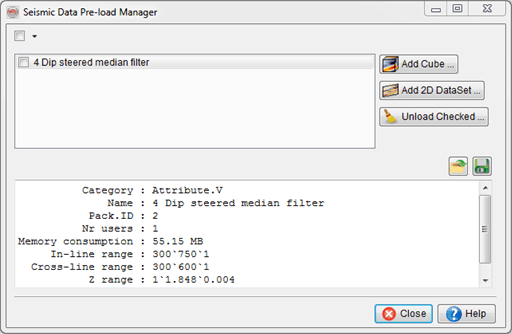 Seismic Data Pre-load Manager
4 Dip steered median filter
Add Cube ...
Add 2D DataSet ...
Unload Checked ...
Category : Attribute.V
Name : 4 Dip steered median filter
Pack.ID : 2
Nr users : 1
Memory consumption : 55.15 MB
In-line range : 300`750`1
Cross-line range : 300`600`1
Z range : 1`1.848`0.004
Close
Help